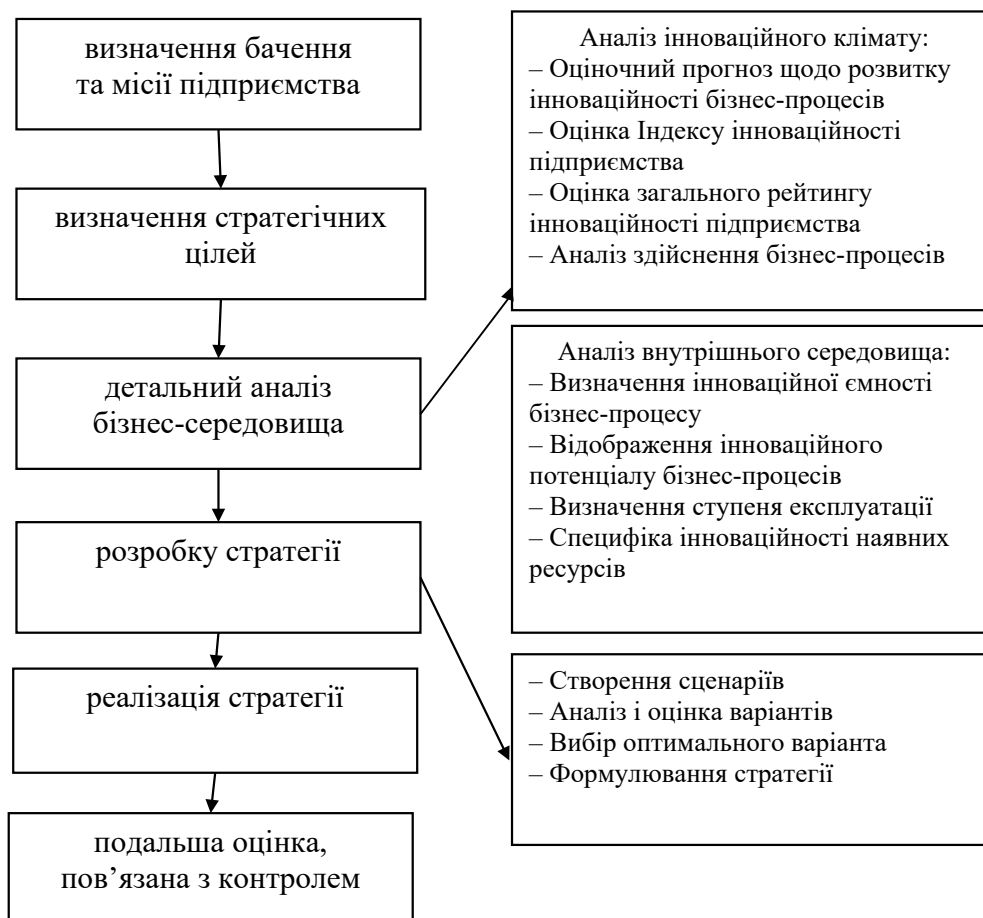 визначення бачення
та місії підприємства
визначення стратегічних
цілей
детальний аналіз
бізнес-середовища
розробку стратегії
реалізація стратегії
подальша оцінка,
пов’язана з контролем
Аналіз інноваційного клімату:
– Оціночний прогноз щодо розвитку
інноваційності бізнес-процесів
– Оцінка Індексу інноваційності
підприємства
– Оцінка загального рейтингу
інноваційності підприємства
– Аналіз здійснення бізнес-процесів
Аналіз внутрішнього середовища:
– Визначення інноваційної ємності
бізнес-процесу
– Відображення інноваційного
потенціалу бізнес-процесів
– Визначення ступеня експлуатації
– Специфіка інноваційності наявних
ресурсів
– Створення сценаріїв
– Аналіз і оцінка варіантів
– Вибір оптимального варіанта
– Формулювання стратегії